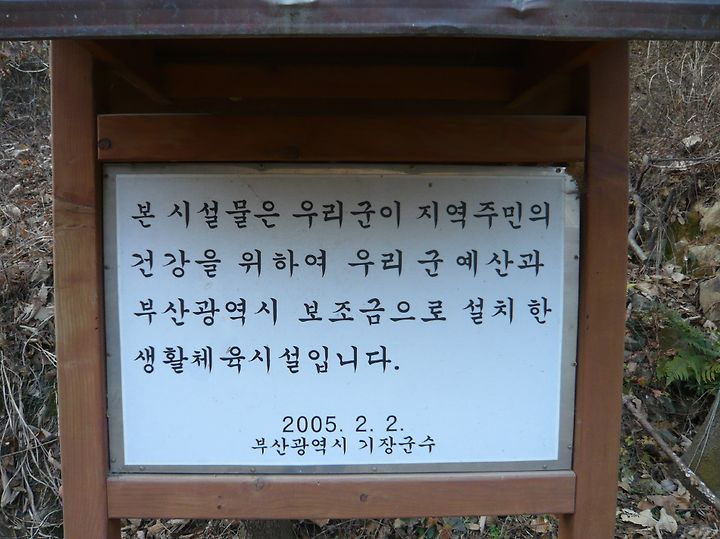 본 시설물은 우리군이 지역주민의
건강을 위하여 우리 군 예산과
부산광역시 보조금으로 설치 한
생활체육시설입니다.
2005. 2. 2.
부산광역시 기장군수